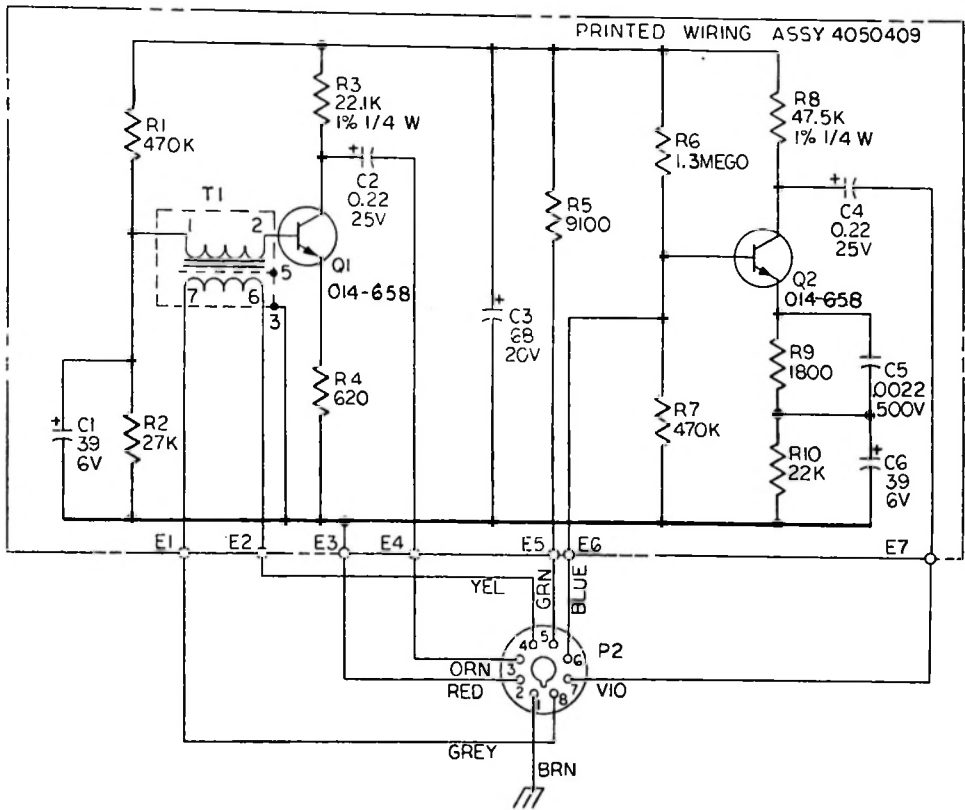 PRINTED WIRING ASSY 4050409
R3
22.1K
1% 1/4 W
R8
47.5K
1% 1/4 W
R1
470K
R6
1.3MEGO
C2
0.22
25V
C4
0.22
25V
T1
1
2
R5
9100
Q1
014-658
5
7
6
3
Q2
014-658
C3
68
20V
R4
620
R9
1800
C5
.0022
500V
C1
39
6V
R2
27K
R7
470K
R10
22K
C6
39
6V
E1
E2
E3
E4
E5
E6
E7
YEL
GRN
BLUE
4
5
P2
3
6
ORN
RED
2
7
VIO
1
8
GREY
BRN